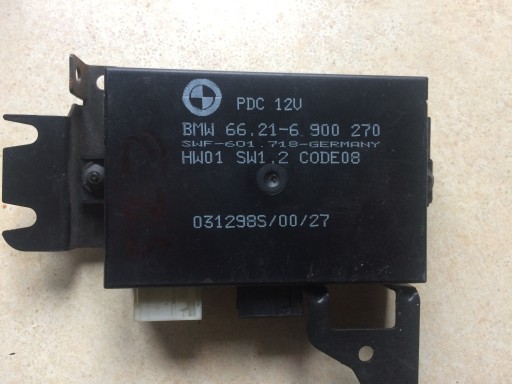 PDC 12V
BMW 66.21-6 900 270
SWF-601.718-GERMANY
HW01 SW1.2 CODE08
031298S/00/27